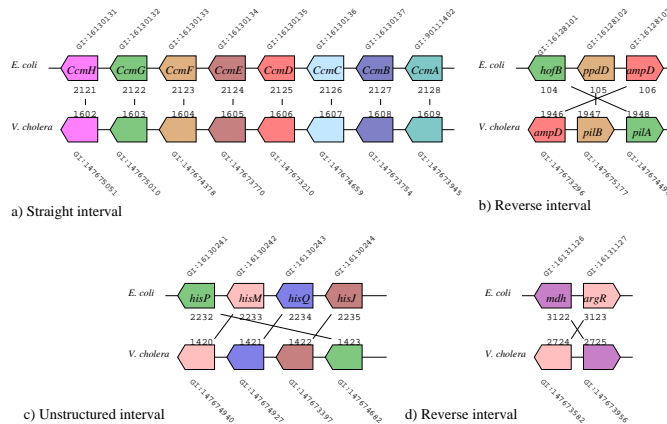 GI:16130131 GI:16130132 GI:16130133 GI:16130134 GI:16130135 GI:16130136 GI:16130137 GI:90111402
E. coli CcmH CcmG CcmF CcmE CcmD CcmC CcmB CcmA
2121 2122 2123 2124 2125 2126 2127 2128
1602 1603 1604 1605 1606 1607 1608 1609
V. cholera
GI:147675051 GI:147675010 GI:147674378 GI:147673770 GI:147673210 GI:147674659 GI:147673754 GI:147673945
a) Straight interval
GI:16128101 GI:16128102 GI:16128103
E. coli hofB ppdD ampD
104 105 106
1946 1947 1948
V. cholera ampD pilB pilA
GI:147673296 GI:147675177
b) Reverse interval
GI:16130241 GI:16130242 GI:16130243 GI:16130244
E. coli hisP hisM hisQ hisJ
2232 2233 2234 2235
1420 1421 1422 1423
V. cholera
GI:147674940 GI:147674927 GI:147673397 GI:147674682
c) Unstructured interval
GI:16131126 GI:16131127
E. coli mdh argR
3122 3123
2724 2725
V. cholera
GI:147673582 GI:147673956
d) Reverse interval